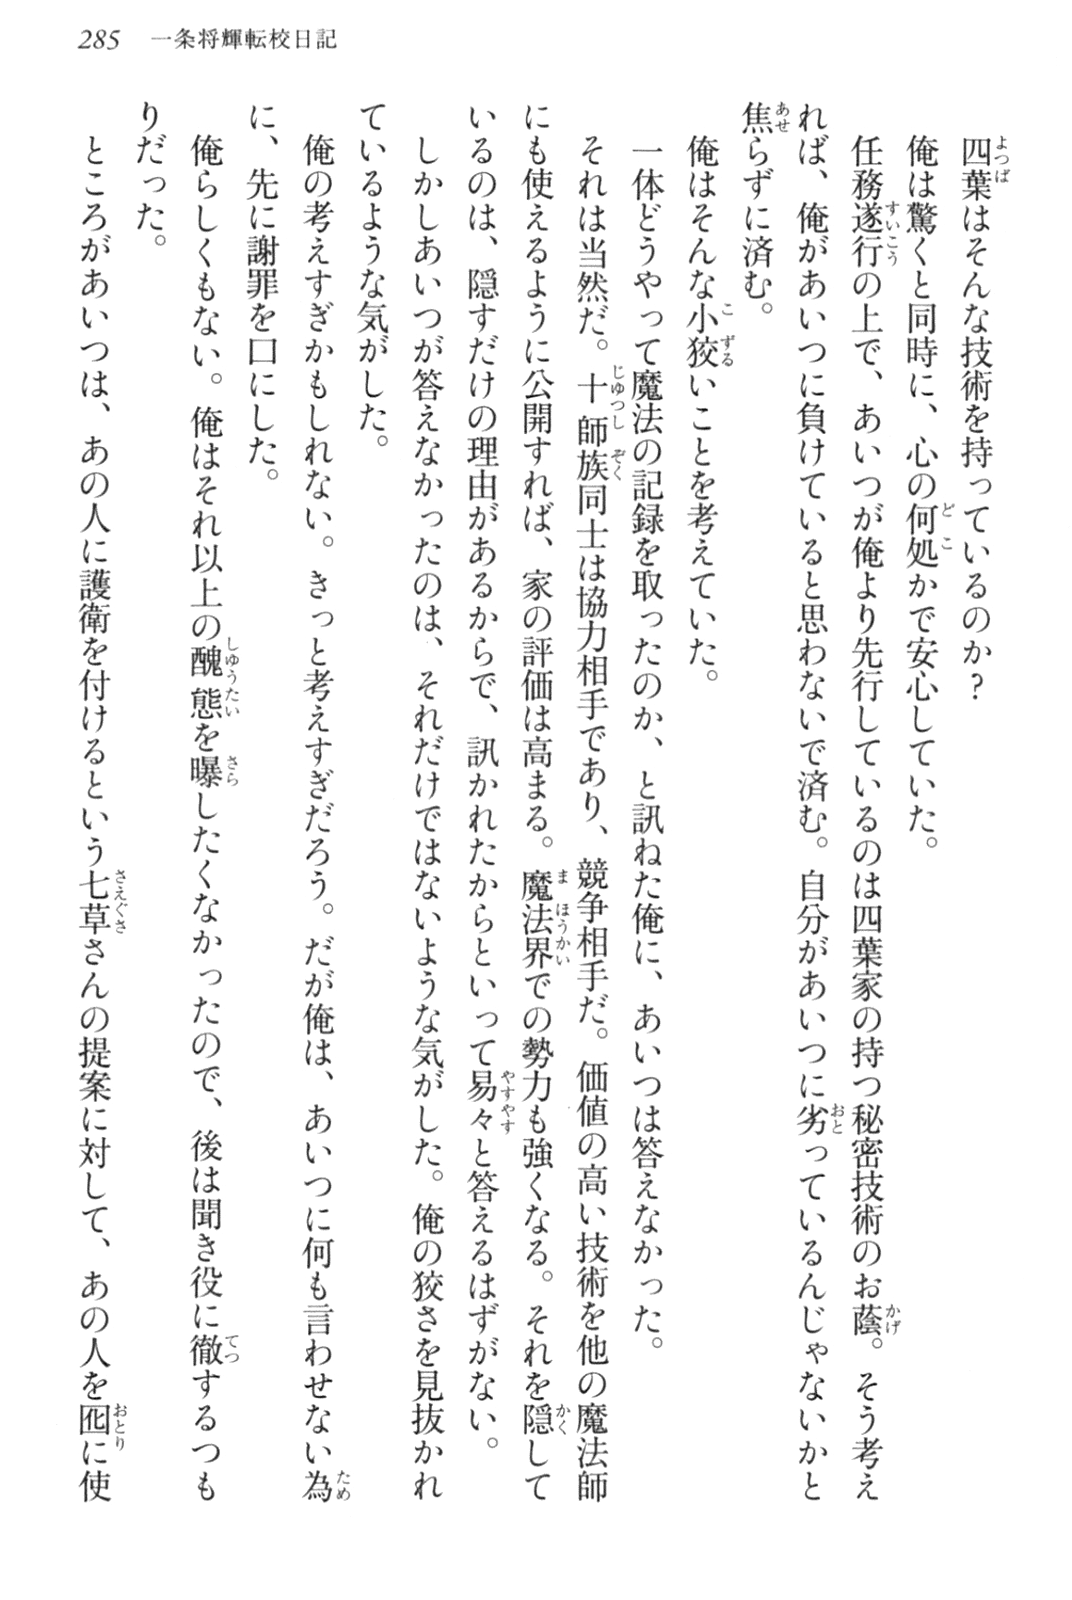 285 一条将輝転校日記
四葉はそんな技術を持っているのか?
俺は驚くと同時に、心の何処かで安心していた。
任務遂行の上で、あいつが俺より先行しているのは四葉家の持つ秘密技術のお蔭。そう考え
れば、俺があいつに負けていると思わないで済む。自分があいつに劣っているんじゃないかと
焦らずに済む。
俺はそんな小狡いことを考えていた。
一体どうやって魔法の記録を取ったのか、と訊ねた俺に、あいつは答えなかった。
それは当然だ。十師族同士は協力相手であり、競争相手だ。価値の高い技術を他の魔法師
にも使えるように公開すれば、家の評価は高まる。魔法界での勢力も強くなる。それを隠して
いるのは、隠すだけの理由があるからで、訊かれたからといって易々と答えるはずがない。
しかしあいつが答えなかったのは、それだけではないような気がした。俺の狡さを見抜かれ
ているような気がした。
俺の考えすぎかもしれない。きっと考えすぎだろう。だが俺は、あいつに何も言わせない為
に、先に謝罪を口にした。
俺らしくもない。俺はそれ以上の醜態を曝したくなかったので、後は聞き役に徹するつも
りだった。
ところがあいつは、あの人に護衛を付けるという七草さんの提案に対して、あの人を囮に使